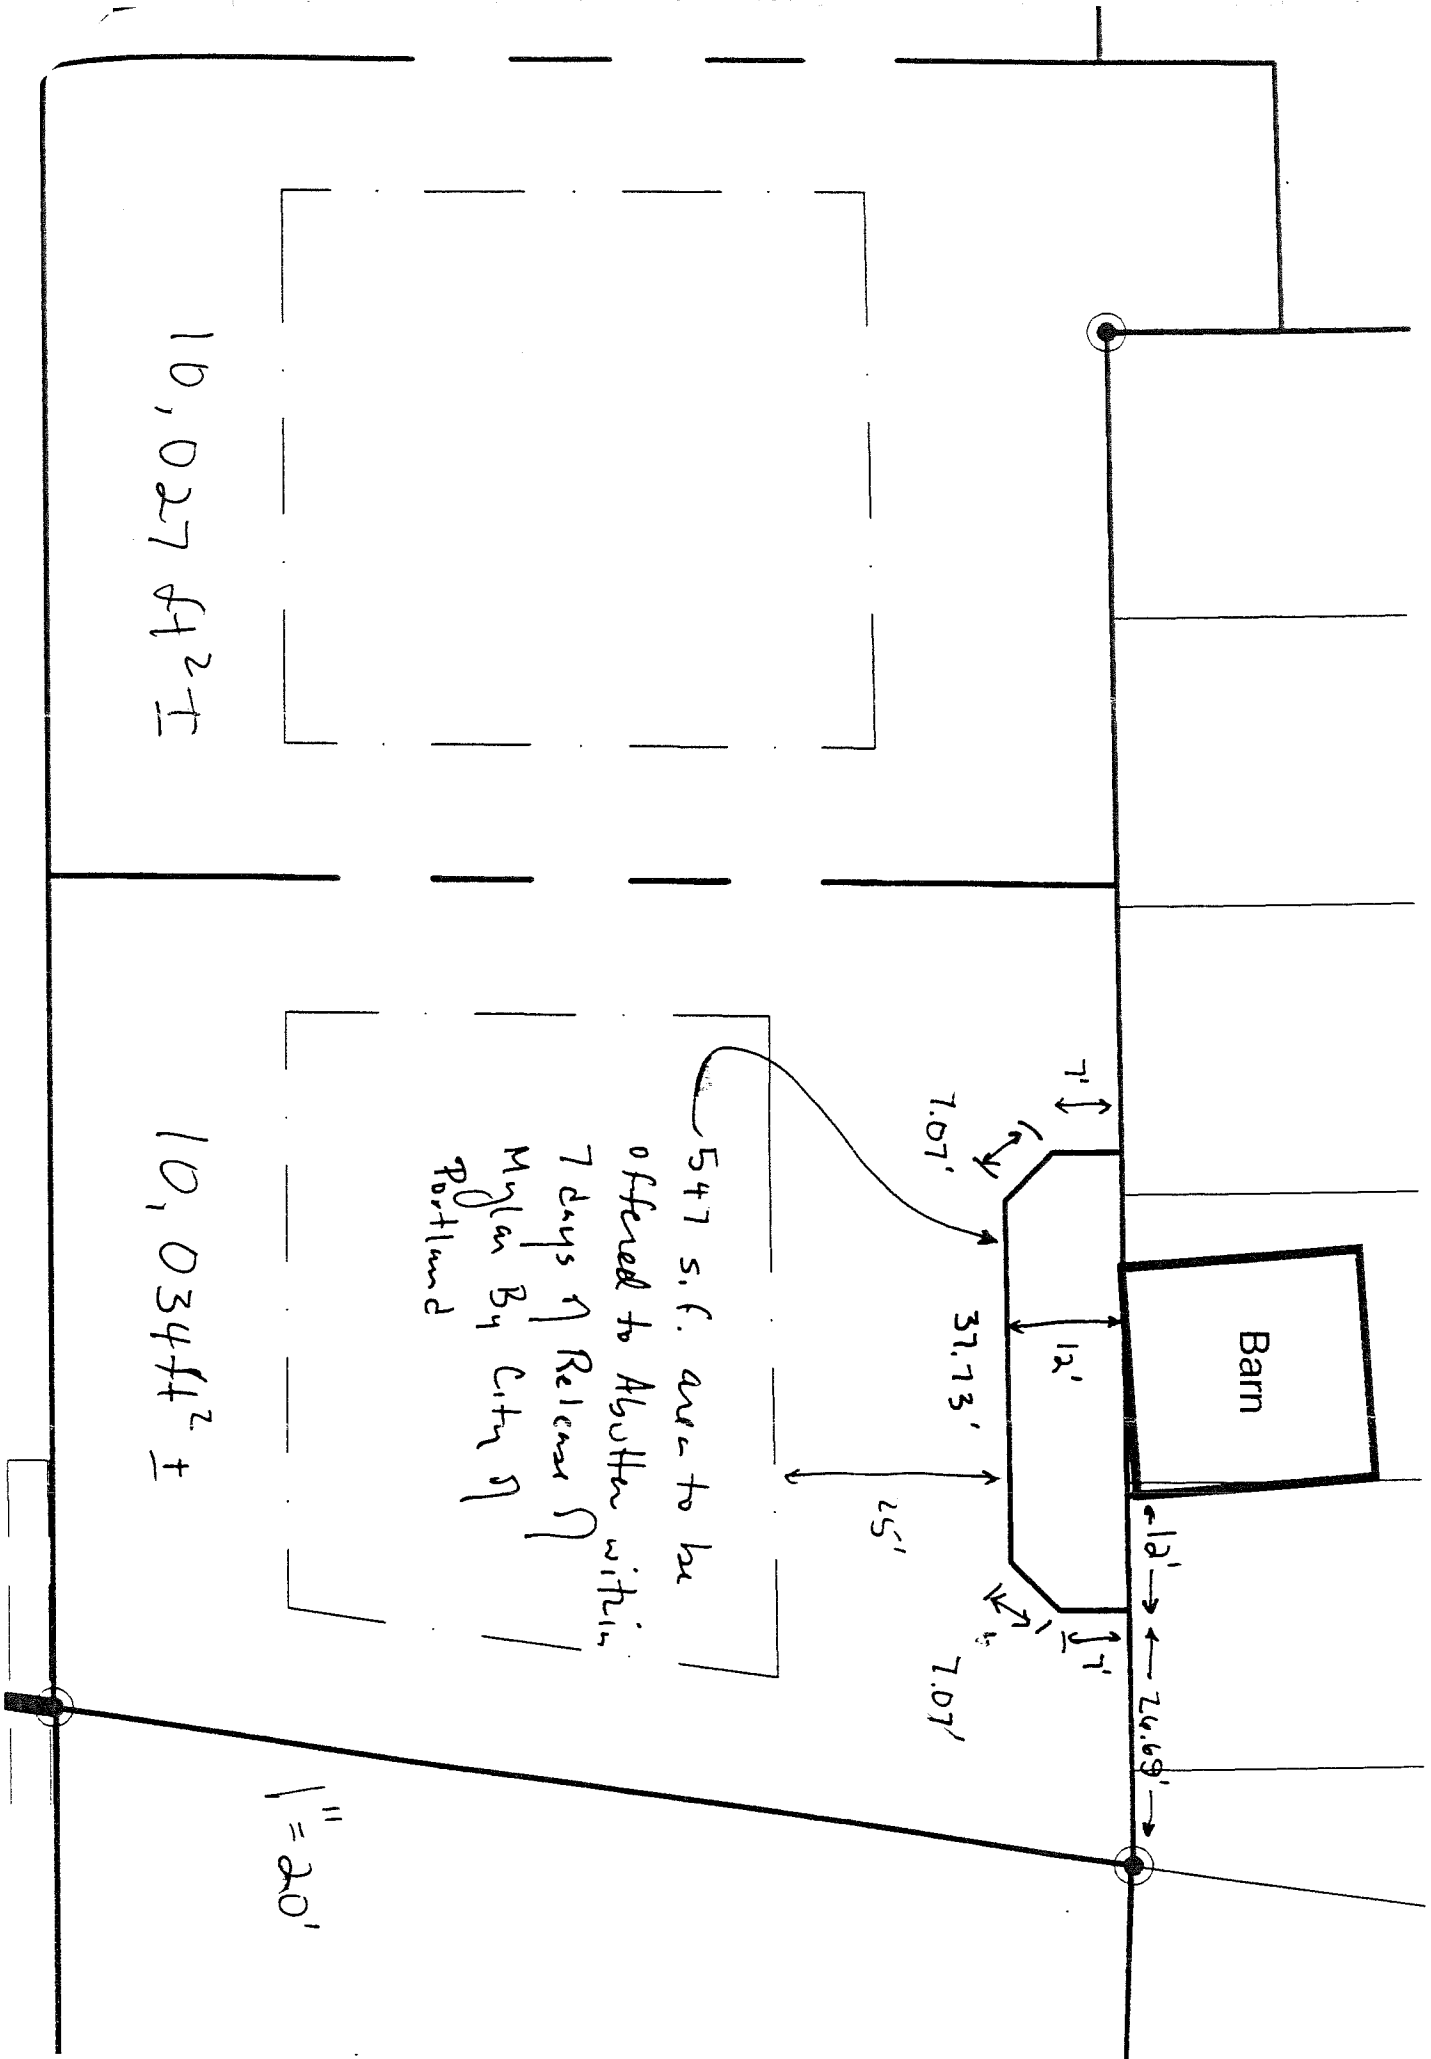 Barn
←12'→
←26.69'→
7'
7.07'
12'
37.73'
7'
7.07'
25'
547 s.f. area to be
offered to Abutter within
7 days of Release of
Mylar By City of
Portland
10,027 ft² ±
10,034 ft² ±
1" = 20'